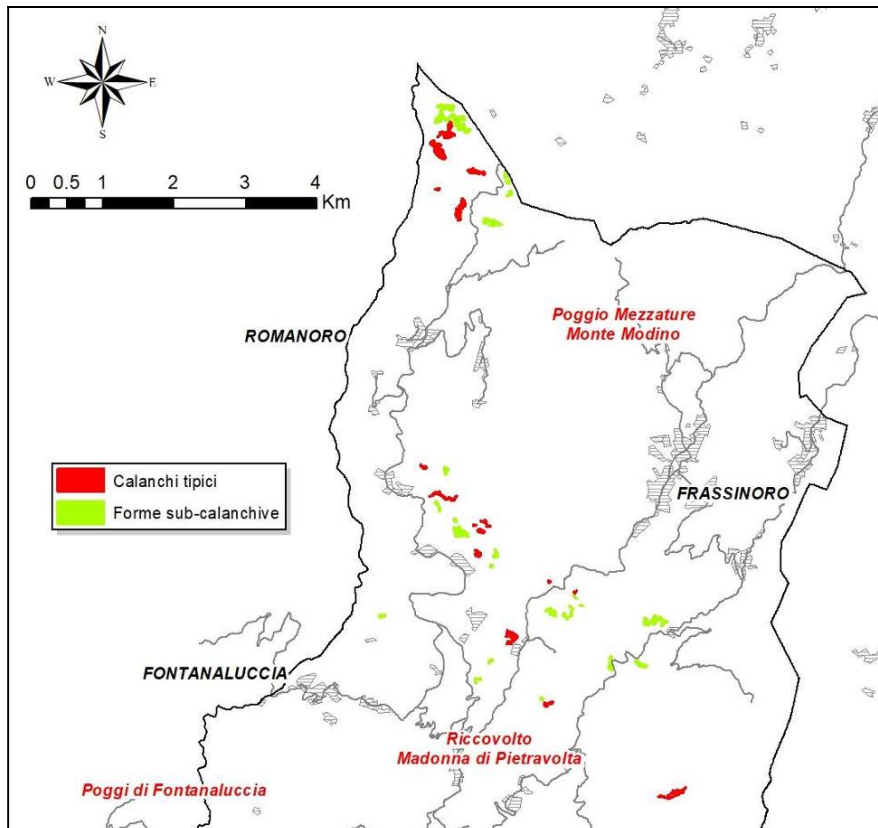 N
W E
S
0 0.5 1 2 3 4
Km
Poggio Mezzature
Monte Modino
ROMANORO
Calanchi tipici
Forme sub-calanchive
FRASSINORO
FONTANALUCCIA
Riccovolto
Madonna di Pietravolta
Poggi di Fontanaluccia